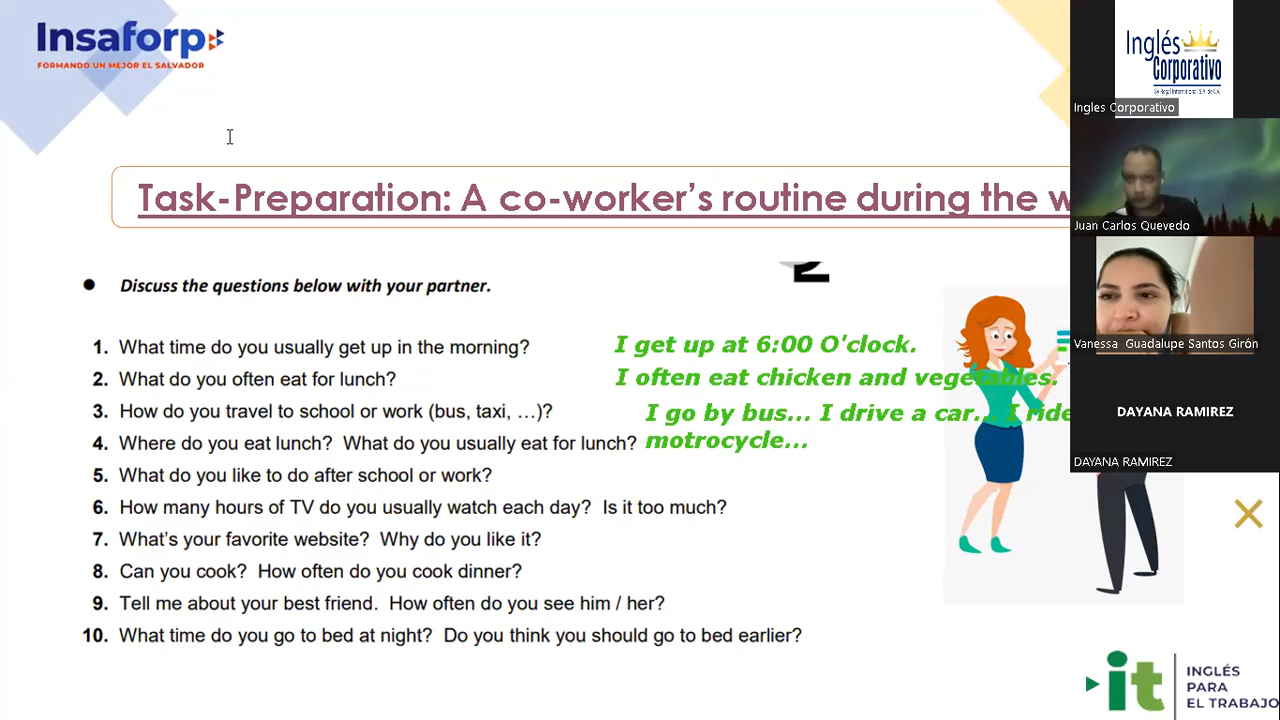 Insaforp
FORMANDO UN MEJOR EL SALVADOR
Task-Preparation: A co-worker's routine during the w
Discuss the questions below with your partner.
1. What time do you usually get up in the morning?
I get up at 6:00 O'clock.
2. What do you often eat for lunch?
I often eat chicken and vegetables.
3. How do you travel to school or work (bus, taxi, …)?
I go by bus... I drive a car... I ride
motrocycle...
4. Where do you eat lunch? What do you usually eat for lunch?
5. What do you like to do after school or work?
6. How many hours of TV do you usually watch each day? Is it too much?
7. What's your favorite website? Why do you like it?
8. Can you cook? How often do you cook dinner?
9. Tell me about your best friend. How often do you see him / her?
10. What time do you go to bed at night? Do you think you should go to bed earlier?
Inglés
Corporativo
Ingles Corporativo
Juan Carlos Quevedo
Vanessa Guadalupe Santos Girón
DAYANA RAMIREZ
DAYANA RAMIREZ
it
INGLÉS
PARA
EL TRABAJO